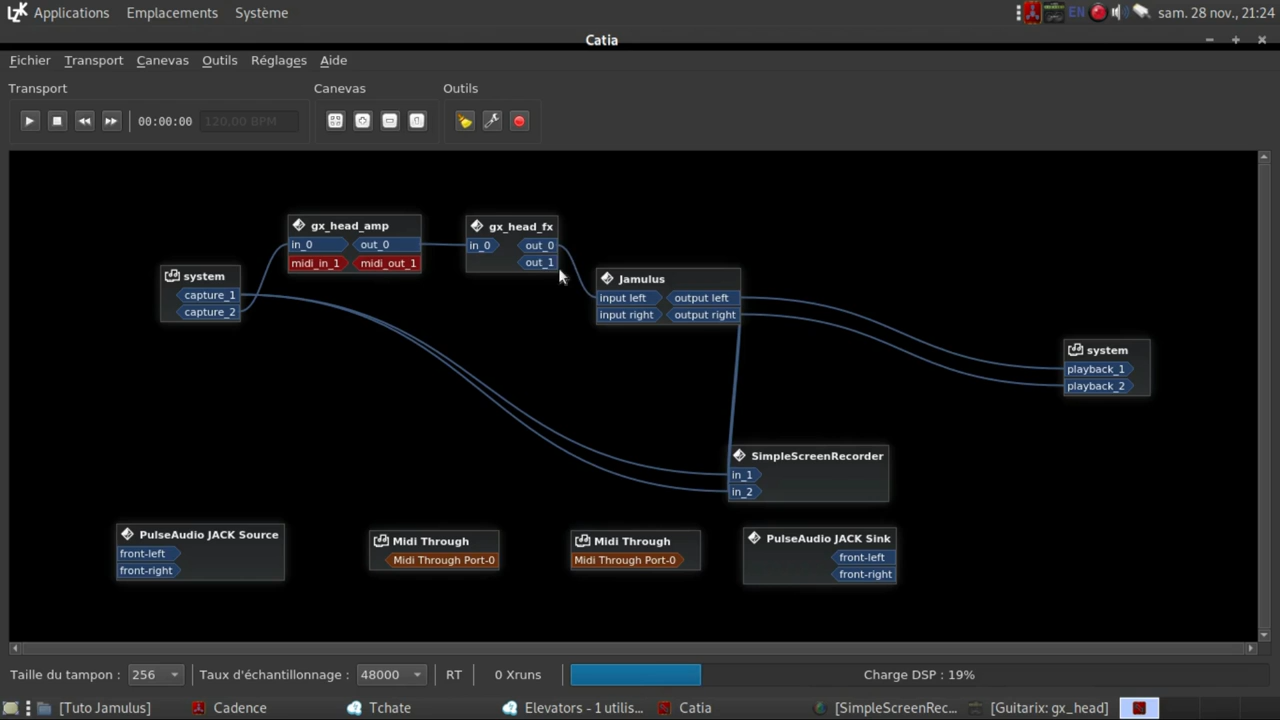 Applications Emplacements Système
EN sam. 28 nov., 21:24
Catia
Fichier Transport Canevas Outils Réglages Aide
Transport Canevas Outils
00:00:00 120.00 BPM
gx_head_amp
in_0 out_0
midi_in_1 midi_out_1
gx_head_fx
in_0 out_0
out_1
system
capture_1
capture_2
Jamulus
input left output left
input right output right
system
playback_1
playback_2
SimpleScreenRecorder
in_1
in_2
PulseAudio JACK Source
front-left
front-right
Midi Through
Midi Through Port-0
Midi Through
Midi Through Port-0
PulseAudio JACK Sink
front-left
front-right
Taille du tampon : 256 Taux d'échantillonnage : 48000 RT 0 Xruns Charge DSP : 19%
[Tuto Jamulus] Cadence Tchate Elevators - 1 utilis... Catia [SimpleScreenRec... [Guitarix: gx_head]